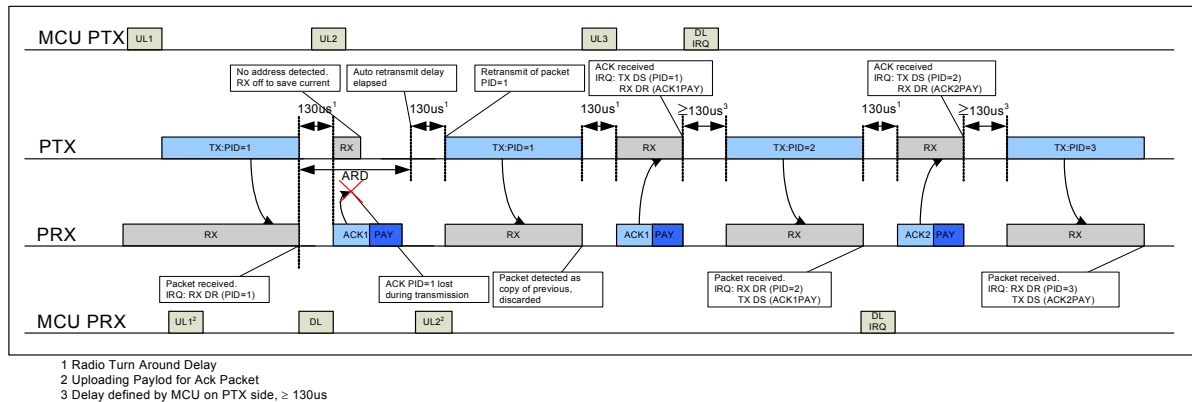 MCU PTX
UL1
UL2
UL3
DL
IRQ
No address detected.
RX off to save current
Auto retransmit delay
elapsed
Retransmit of packet
PID=1
ACK received
IRQ: TX DS (PID=1)
RX DR (ACK1PAY)
ACK received
IRQ: TX DS (PID=2)
RX DR (ACK2PAY)
130us1
130us1
130us1
≥130us3
130us1
≥130us3
PTX
TX:PID=1
RX
TX:PID=1
RX
TX:PID=2
RX
TX:PID=3
ARD
PRX
RX
ACK1
PAY
RX
ACK1
PAY
RX
ACK2
PAY
RX
Packet received.
IRQ: RX DR (PID=1)
ACK PID=1 lost
during transmission
Packet detected as
copy of previous,
discarded
Packet received.
IRQ: RX DR (PID=2)
TX DS (ACK1PAY)
Packet received.
IRQ: RX DR (PID=3)
TX DS (ACK2PAY)
MCU PRX
UL1²
DL
UL2²
DL
IRQ
1 Radio Turn Around Delay
2 Uploading Paylod for Ack Packet
3 Delay defined by MCU on PTX side, ≥ 130us